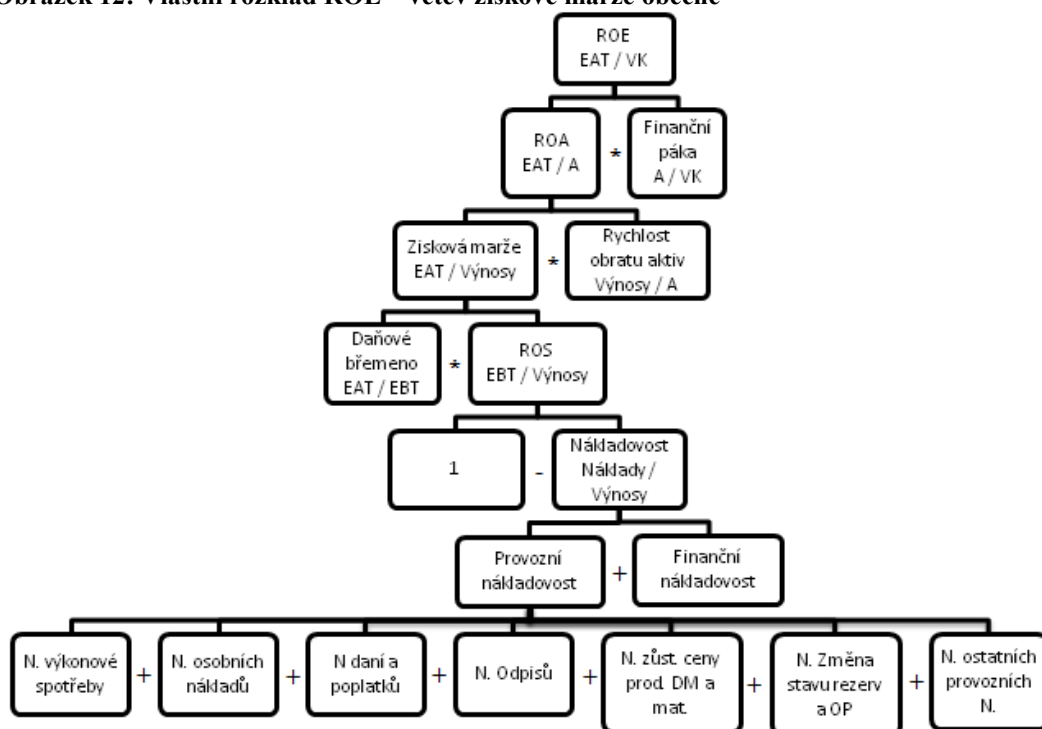 Obrázek 12: Vlastní rozklad ROE – větev ziskové marže obecně
ROE
EAT / VK
ROA
EAT / A
*
Finanční
páka
A / VK
Zisková marže
EAT / Výnosy
*
Rychlost
obratu aktiv
Výnosy / A
Daňové
břemeno
EAT / EBT
*
ROS
EBT / Výnosy
1
-
Nákladovost
Náklady /
Výnosy
Provozní
nákladovost
+
Finanční
nákladovost
N. výkonové
spotřeby
+
N. osobních
nákladů
+
N daní a
poplatků
+
N. Odpisů
+
N. zůst. ceny
prod. DM a
mat.
+
N. Změna
stavu rezerv
a OP
+
N. ostatních
provozních
N.